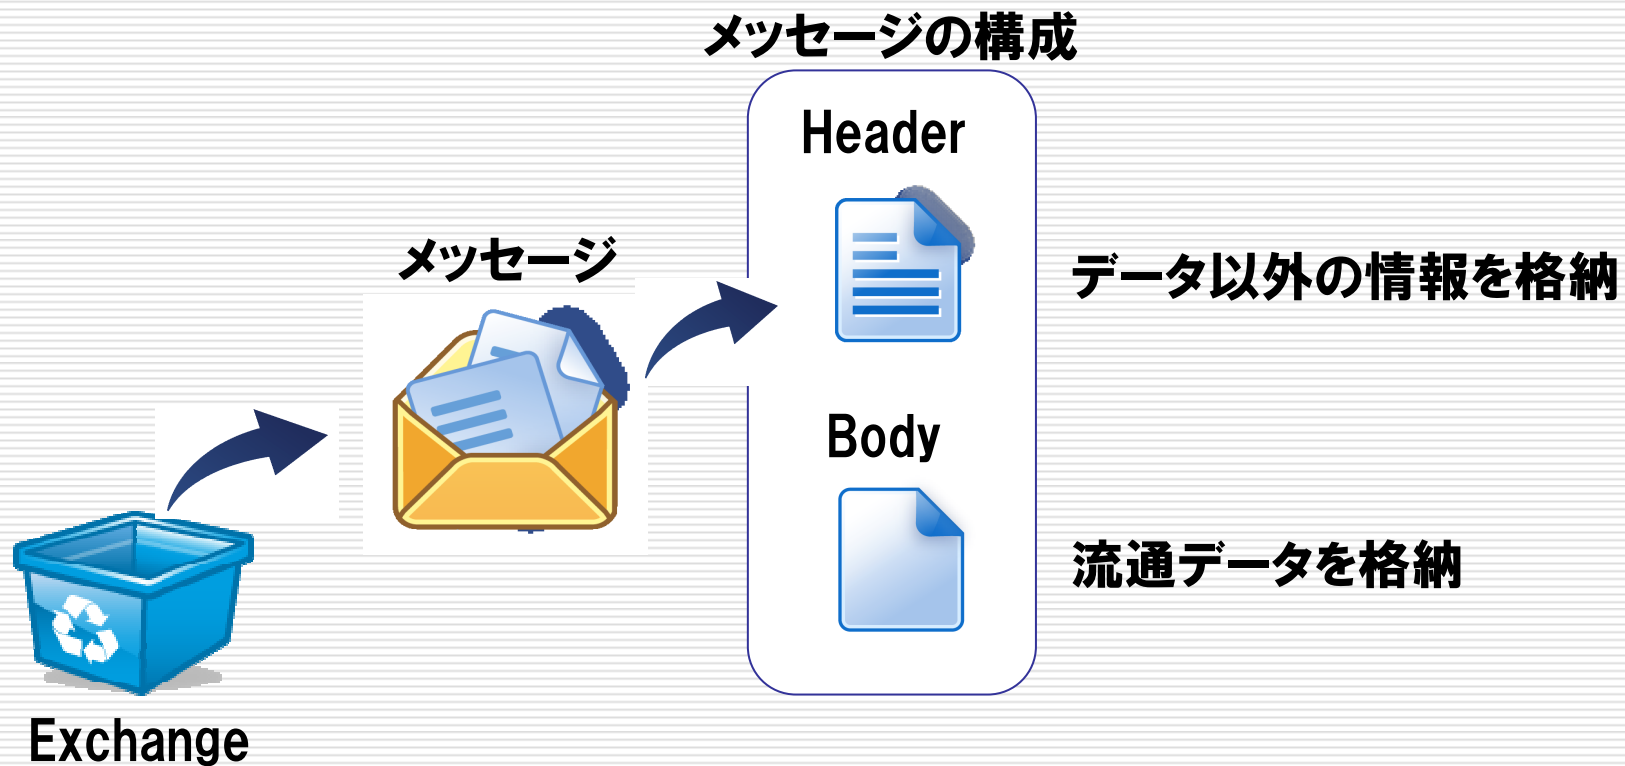 メッセージの構成
Header
メッセージ
データ以外の情報を格納
Body
流通データを格納
Exchange